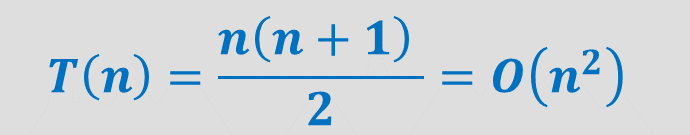 T(n) = n(n + 1) / 2 = O(n²)